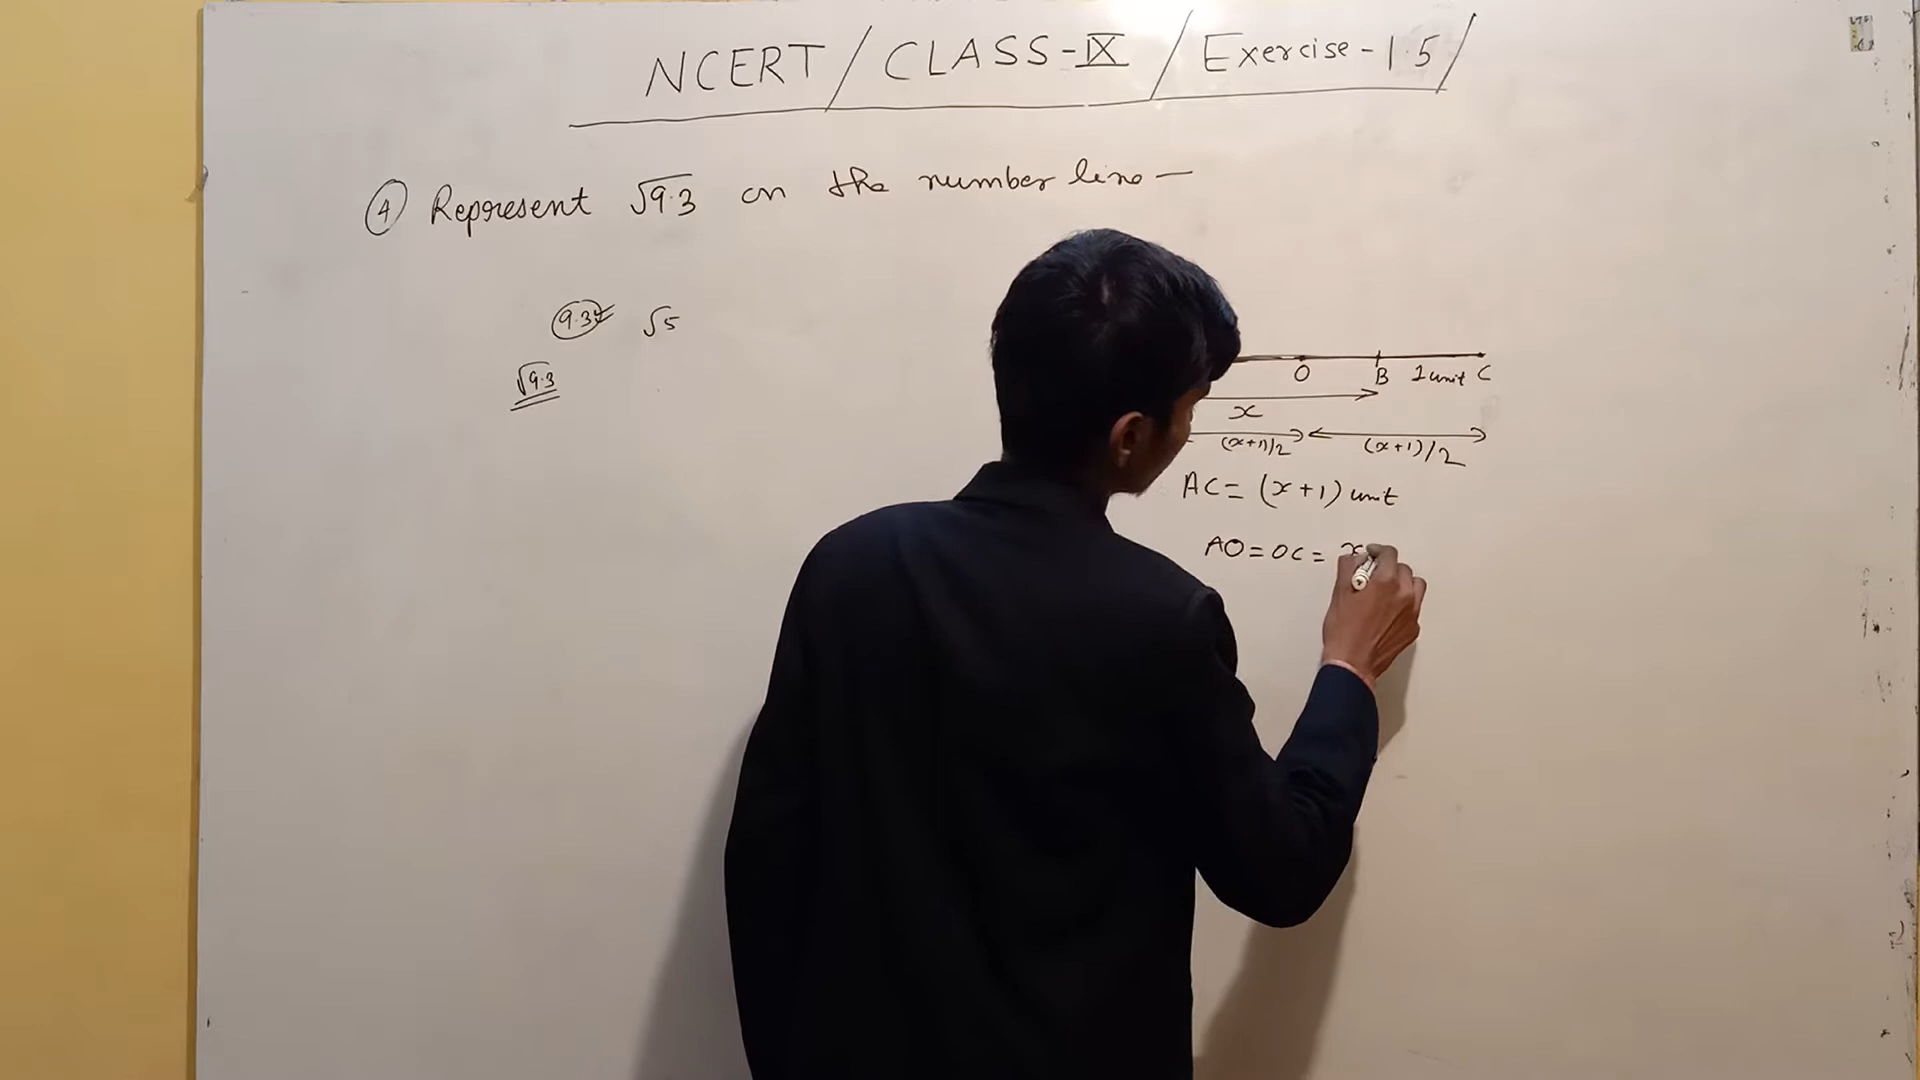 NCERT / CLASS-IX / Exercise-1.5 /
④ Represent √9.3 on the number line —
9.3 √5
√9.3
O B 1 unit C
x
(x+1)/2 (x+1)/2
AC = (x+1) unit
AO = OC = x